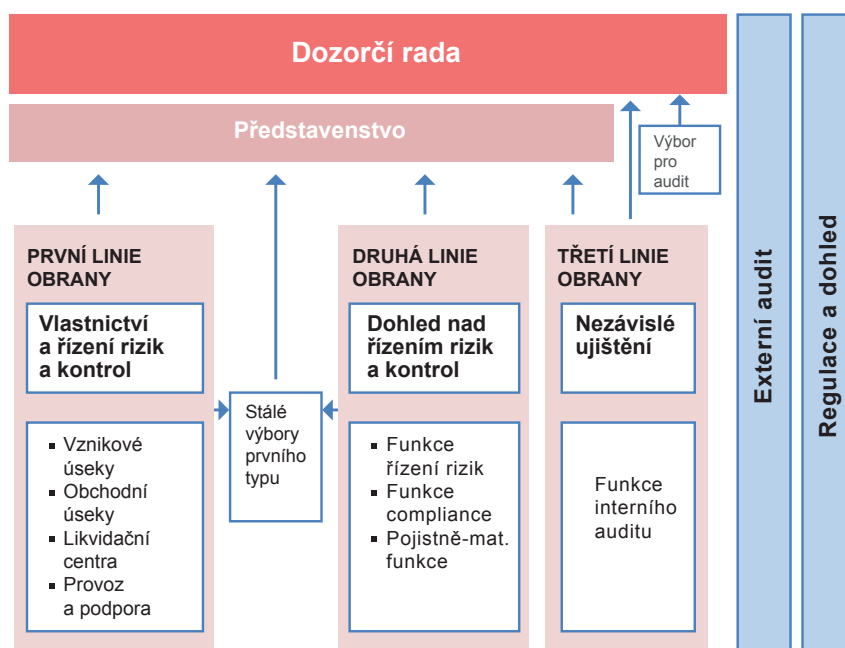 Dozorčí rada
Představenstvo
Výbor
pro
audit
PRVNÍ LINIE
OBRANY
Vlastnictví
a řízení rizik
a kontrol
▪ Vznikové
úseky
▪ Obchodní
úseky
▪ Likvidační
centra
▪ Provoz
a podpora
Stálé
výbory
prvního
typu
DRUHÁ LINIE
OBRANY
Dohled nad
řízením rizik
a kontrol
▪ Funkce
řízení rizik
▪ Funkce
compliance
▪ Pojistně-mat.
funkce
TŘETÍ LINIE
OBRANY
Nezávislé
ujištění
Funkce
interního
auditu
Externí audit
Regulace a dohled